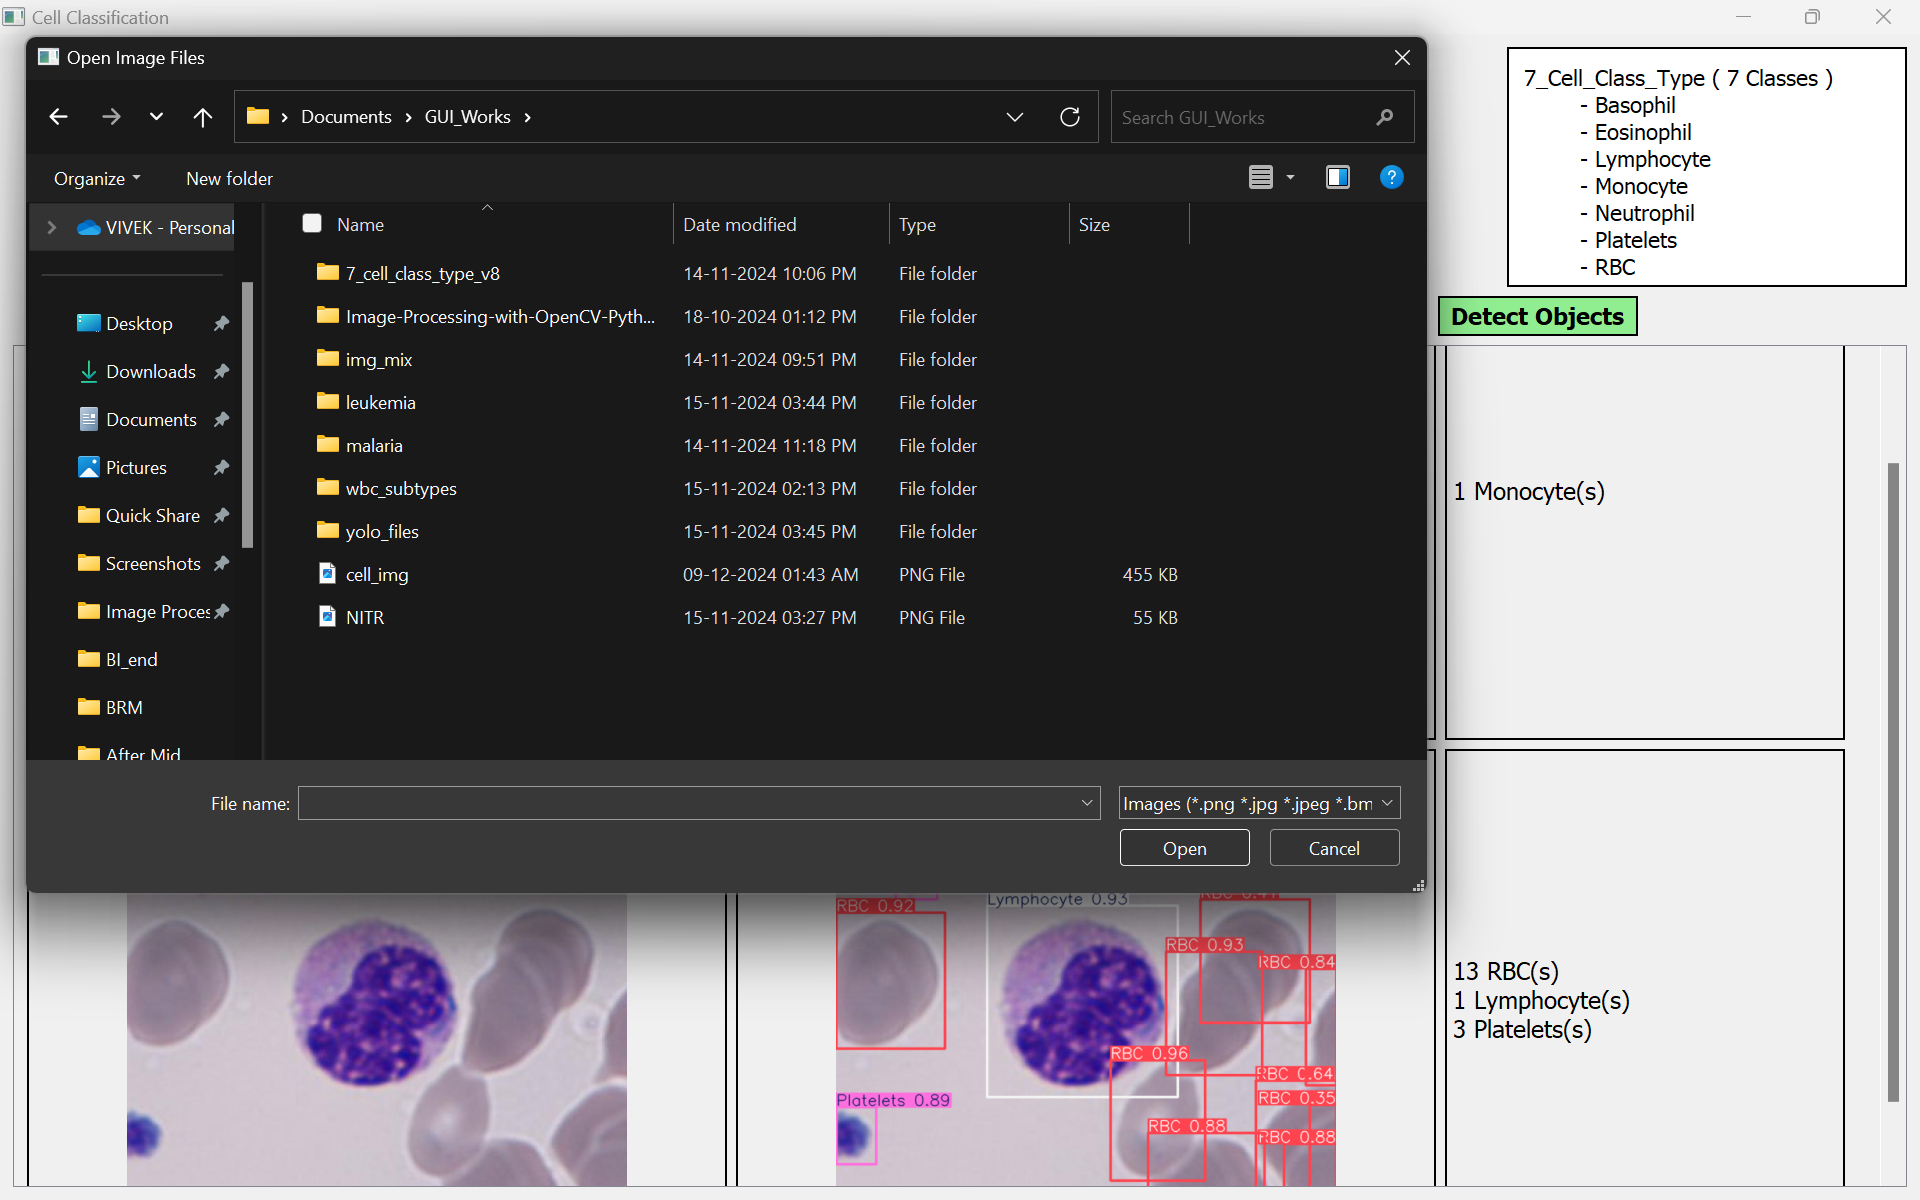 Cell Classification
Open Image Files
Documents > GUI_Works >
Search GUI_Works
Organize
New folder
VIVEK - Personal
Desktop
Downloads
Documents
Pictures
Quick Share
Screenshots
Image Proces
BI_end
BRM
After Mid
Name Date modified Type Size
7_cell_class_type_v8 14-11-2024 10:06 PM File folder
Image-Processing-with-OpenCV-Pyth... 18-10-2024 01:12 PM File folder
img_mix 14-11-2024 09:51 PM File folder
leukemia 15-11-2024 03:44 PM File folder
malaria 14-11-2024 11:18 PM File folder
wbc_subtypes 15-11-2024 02:13 PM File folder
yolo_files 15-11-2024 03:45 PM File folder
cell_img 09-12-2024 01:43 AM PNG File 455 KB
NITR 15-11-2024 03:27 PM PNG File 55 KB
File name:
Images (*.png *.jpg *.jpeg *.bm
Open
Cancel
7_Cell_Class_Type ( 7 Classes )
- Basophil
- Eosinophil
- Lymphocyte
- Monocyte
- Neutrophil
- Platelets
- RBC
Detect Objects
1 Monocyte(s)
RBC 0.92
Lymphocyte 0.93
RBC 0.93
RBC 0.84
RBC 0.96
RBC 0.64
RBC 0.35
Platelets 0.89
RBC 0.88
RBC 0.88
13 RBC(s)
1 Lymphocyte(s)
3 Platelets(s)